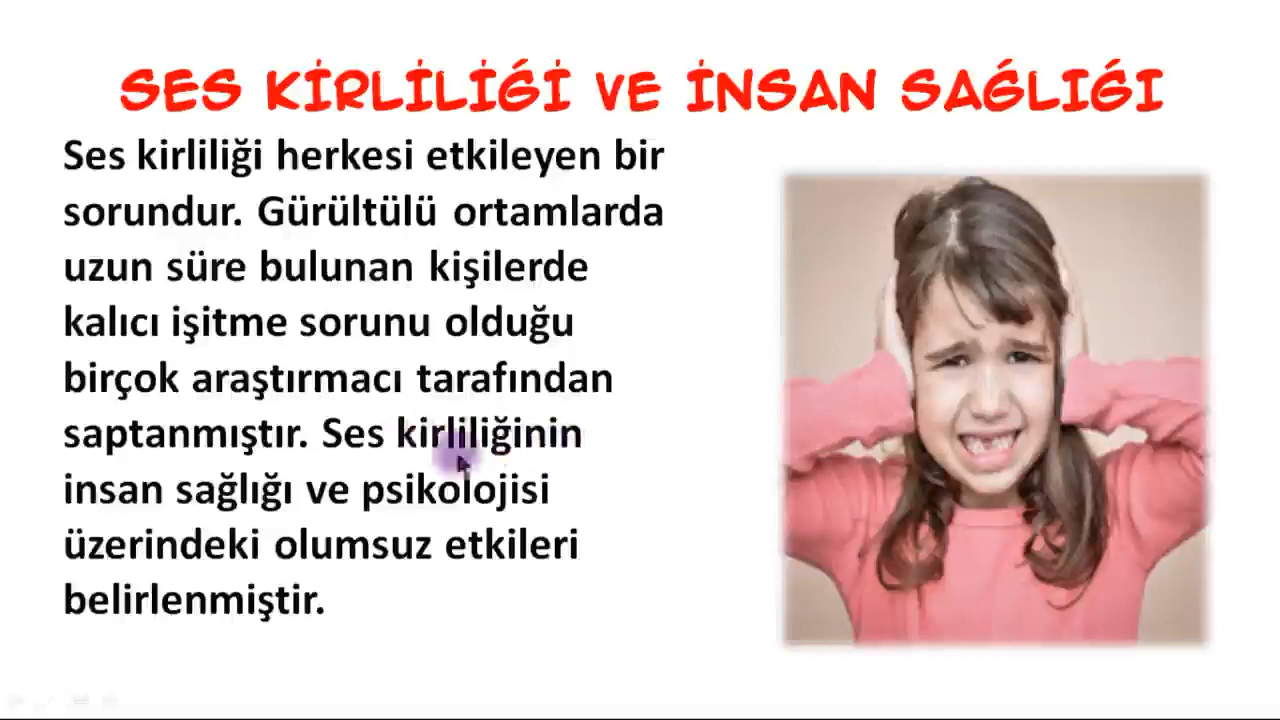 SES KİRLİLİĞİ VE İNSAN SAĞLIĞI
Ses kirliliği herkesi etkileyen bir
sorundur. Gürültülü ortamlarda
uzun süre bulunan kişilerde
kalıcı işitme sorunu olduğu
birçok araştırmacı tarafından
saptanmıştır. Ses kirliliğinin
insan sağlığı ve psikolojisi
üzerindeki olumsuz etkileri
belirlenmiştir.